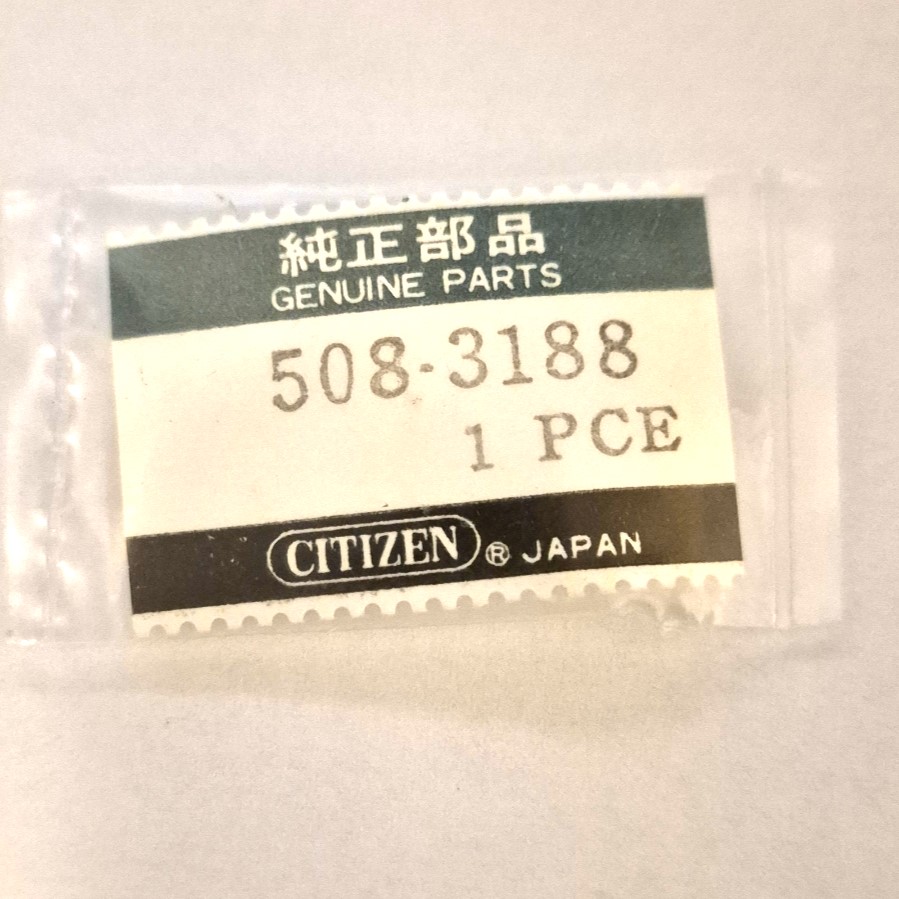 純正部品
GENUINE PARTS
508-3188
1 PCE
CITIZEN ® JAPAN